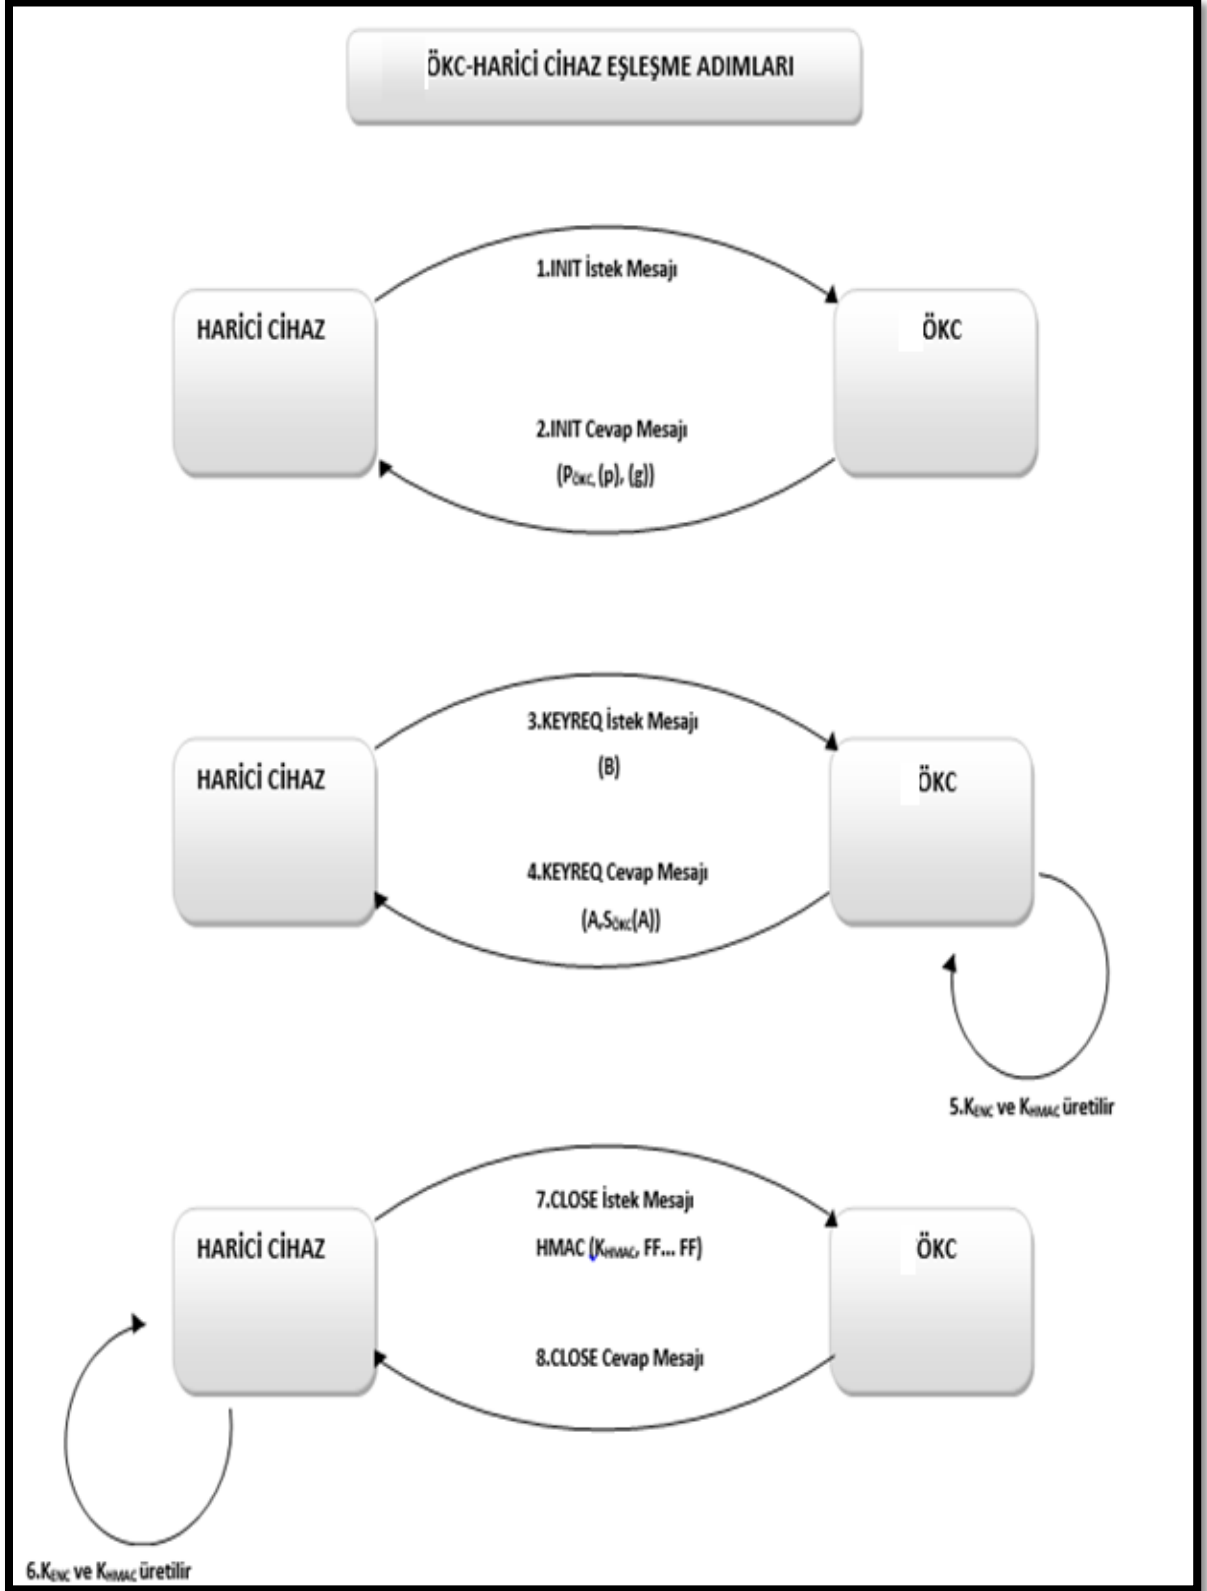 ÖKC-HARİCİ CİHAZ EŞLEŞME ADIMLARI
1.INIT İstek Mesajı
HARİCİ CİHAZ
ÖKC
2.INIT Cevap Mesajı
(PÖKC, (p), (g))
3.KEYREQ İstek Mesajı
(B)
HARİCİ CİHAZ
ÖKC
4.KEYREQ Cevap Mesajı
(A,SÖKC(A))
5.KENC ve KHMAC üretilir
7.CLOSE İstek Mesajı
HMAC (KHMAC, FF... FF)
HARİCİ CİHAZ
ÖKC
8.CLOSE Cevap Mesajı
6.KENC ve KHMAC üretilir